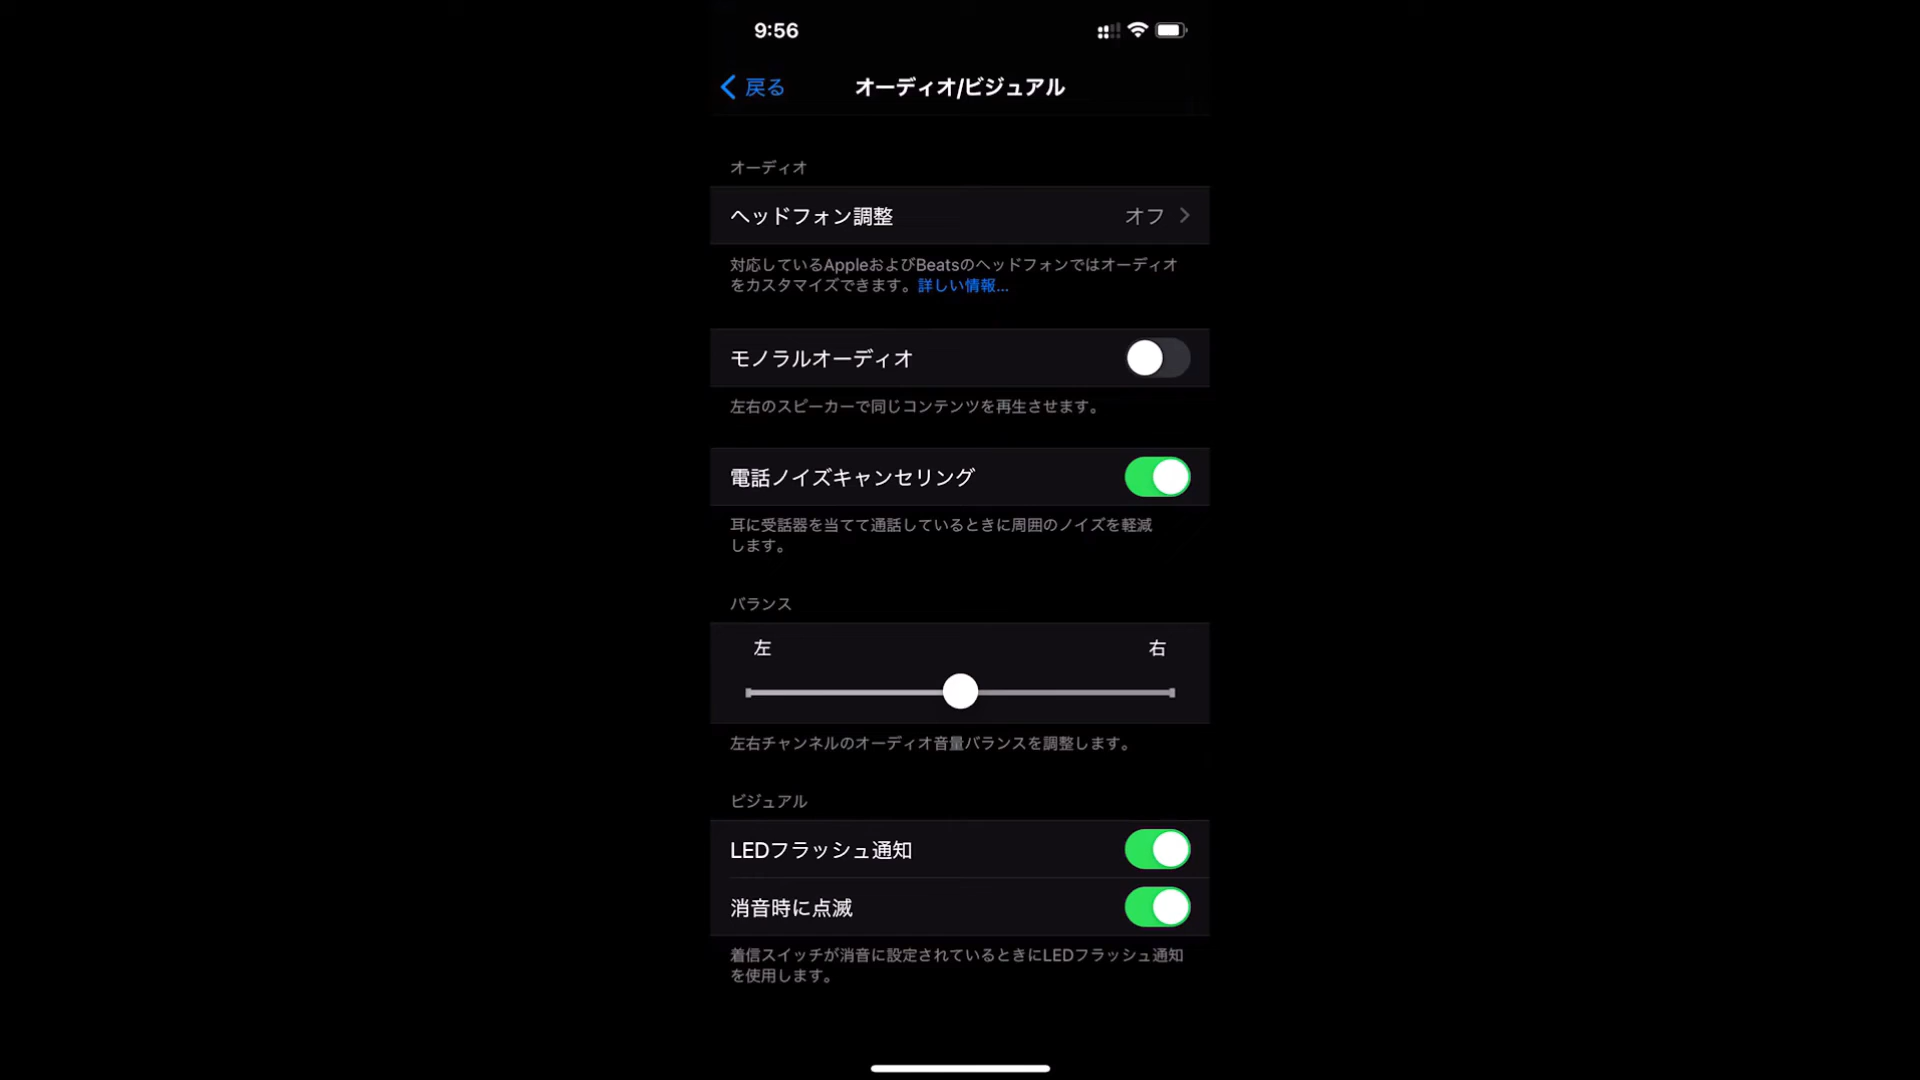 9:56
戻る
オーディオ/ビジュアル
オーディオ
ヘッドフォン調整 オフ
対応しているAppleおよびBeatsのヘッドフォンではオーディオ
をカスタマイズできます。詳しい情報...
モノラルオーディオ
左右のスピーカーで同じコンテンツを再生させます。
電話ノイズキャンセリング
耳に受話器を当てて通話しているときに周囲のノイズを軽減
します。
バランス
左 右
左右チャンネルのオーディオ音量バランスを調整します。
ビジュアル
LEDフラッシュ通知
消音時に点滅
着信スイッチが消音に設定されているときにLEDフラッシュ通知
を使用します。